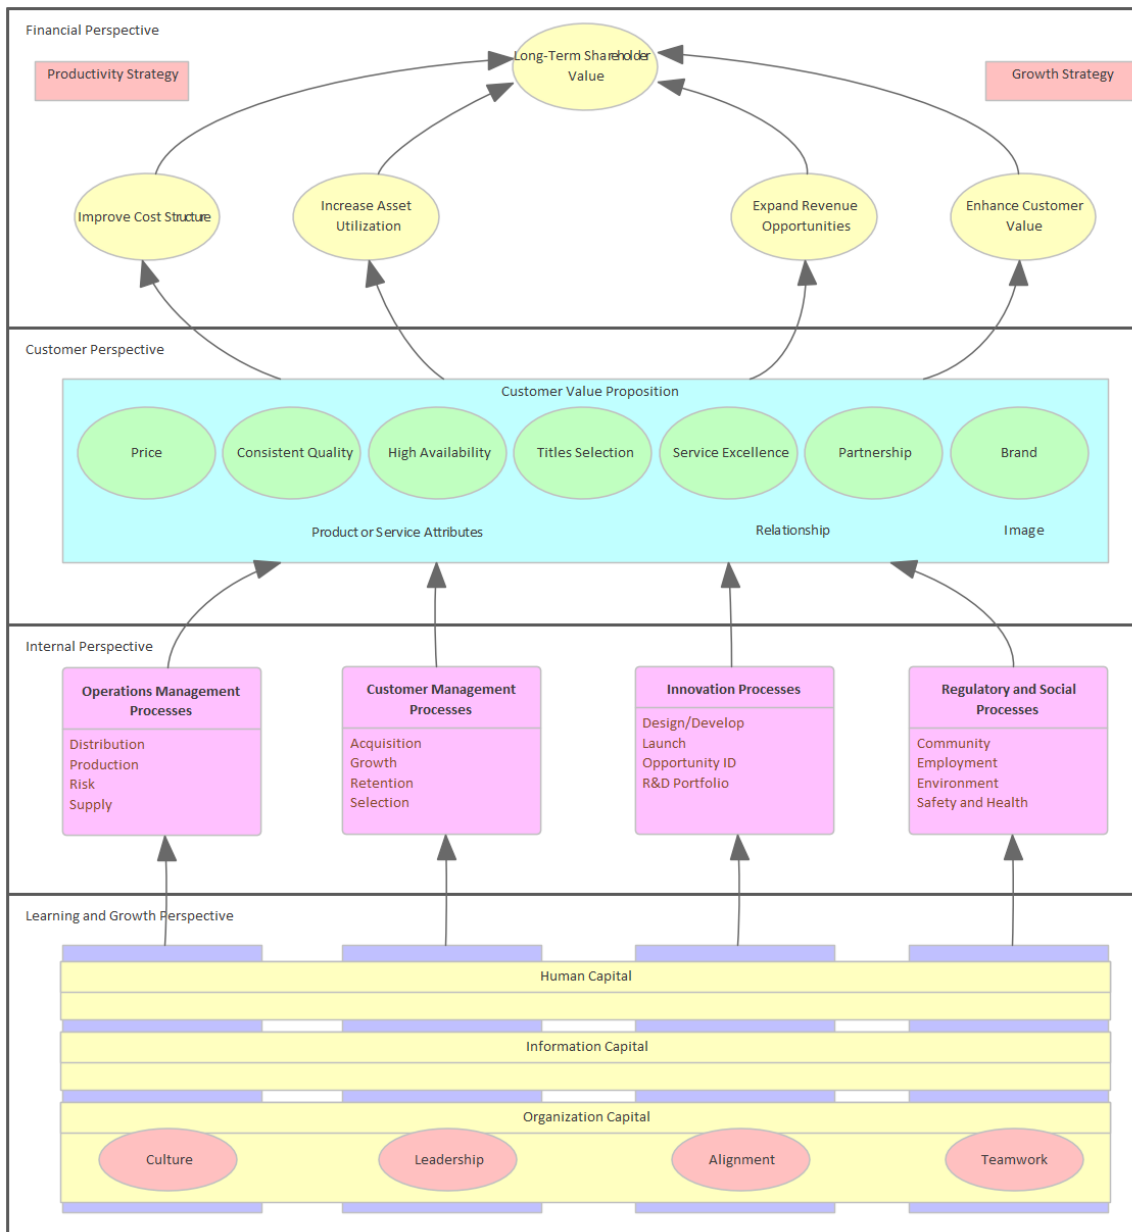 Financial Perspective
Long-Term Shareholder
Value
Productivity Strategy
Growth Strategy
Improve Cost Structure
Increase Asset
Utilization
Expand Revenue
Opportunities
Enhance Customer
Value
Customer Perspective
Customer Value Proposition
Price
Consistent Quality
High Availability
Titles Selection
Service Excellence
Partnership
Brand
Product or Service Attributes
Relationship
Image
Internal Perspective
Operations Management
Processes
Distribution
Production
Risk
Supply
Customer Management
Processes
Acquisition
Growth
Retention
Selection
Innovation Processes
Design/Develop
Launch
Opportunity ID
R&D Portfolio
Regulatory and Social
Processes
Community
Employment
Environment
Safety and Health
Learning and Growth Perspective
Human Capital
Information Capital
Organization Capital
Culture
Leadership
Alignment
Teamwork